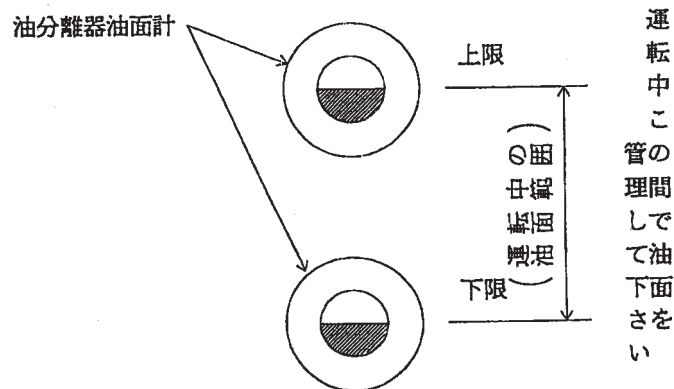 油分離器油面計
上限
(運転中の
油面範囲)
下限
運転中この間で油面を
管理して下さい